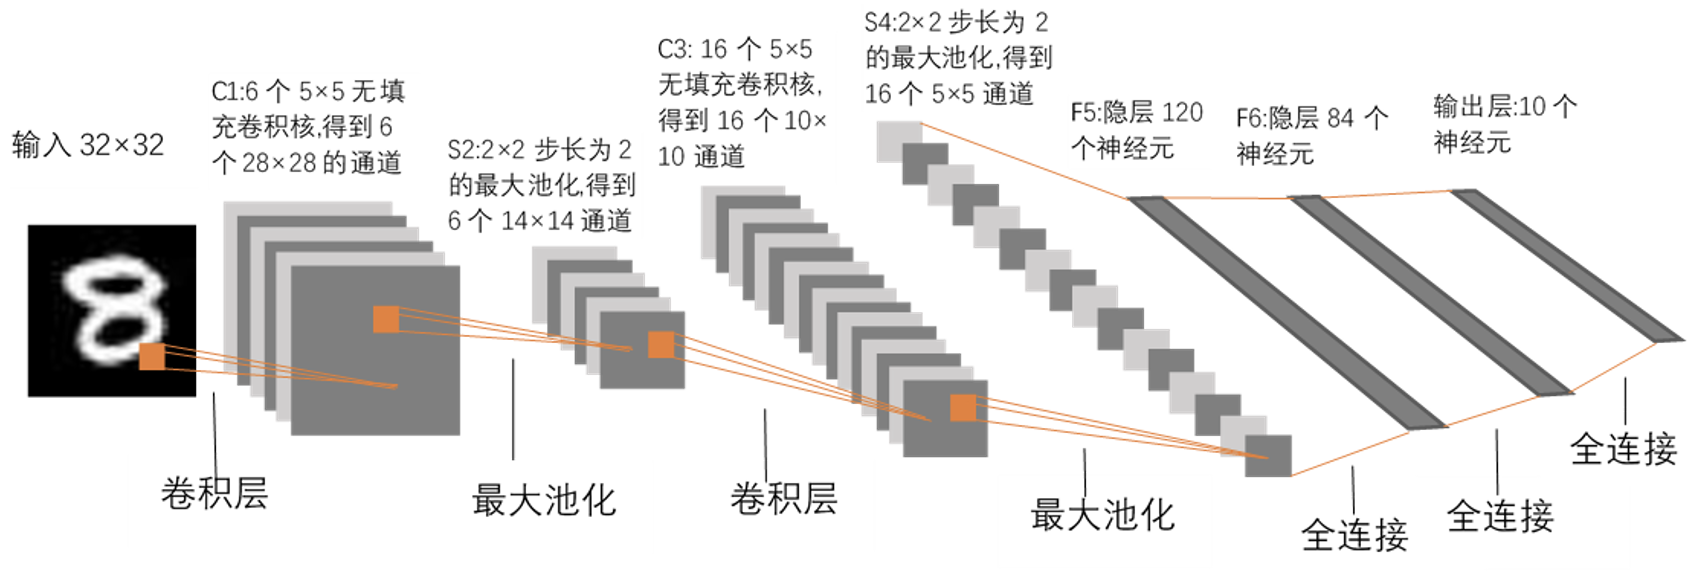 输入 32×32
C1:6 个 5×5 无填
充卷积核,得到 6
个 28×28 的通道
S2:2×2 步长为 2
的最大池化,得到
6 个 14×14 通道
C3: 16 个 5×5
无填充卷积核,
得到 16 个 10×
10 通道
S4:2×2 步长为 2
的最大池化,得到
16 个 5×5 通道
F5:隐层 120
个神经元
F6:隐层 84 个
神经元
输出层:10 个
神经元
8
卷积层
最大池化
卷积层
最大池化
全连接
全连接
全连接